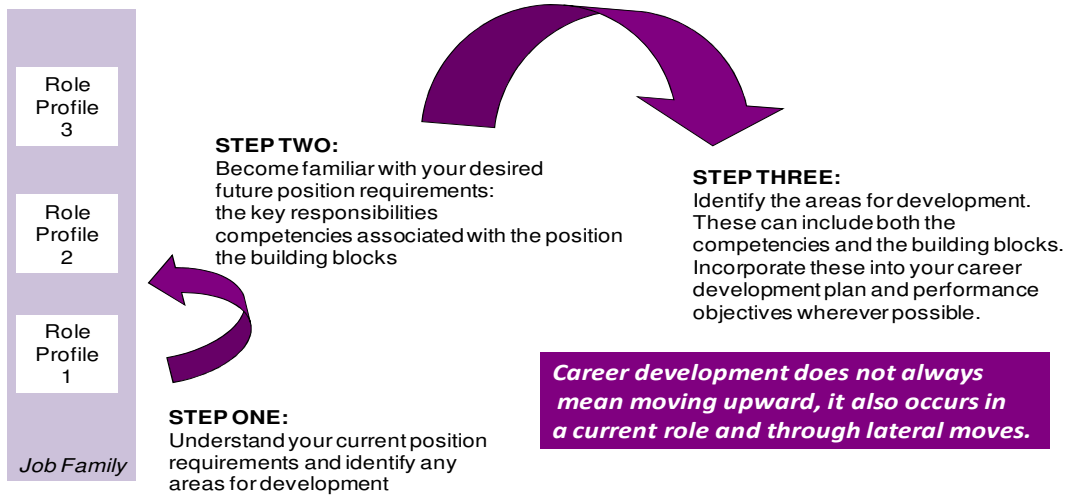 Role
Profile
3
Role
Profile
2
Role
Profile
1
Job Family
STEP ONE:
Understand your current position
requirements and identify any
areas for development
STEP TWO:
Become familiar with your desired
future position requirements:
the key responsibilities
competencies associated with the position
the building blocks
STEP THREE:
Identify the areas for development.
These can include both the
competencies and the building blocks.
Incorporate these into your career
development plan and performance
objectives wherever possible.
Career development does not always
mean moving upward, it also occurs in
a current role and through lateral moves.